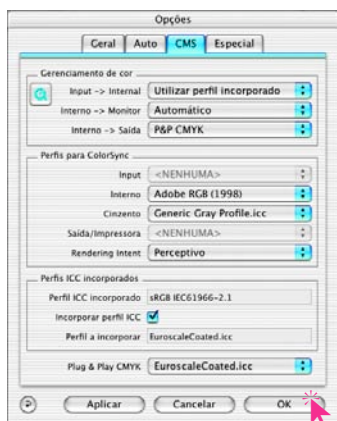 Opções
Geral Auto CMS Especial
Gerenciamento de cor
Input -> Internal Utilizar perfil incorporado
Interno -> Monitor Automático
Interno -> Saída P&P CMYK
Perfis para ColorSync
Input <NENHUMA>
Interno Adobe RGB (1998)
Cinzento Generic Gray Profile.icc
Saída/Impressora <NENHUMA>
Rendering Intent Perceptivo
Perfis ICC incorporados
Perfil ICC incorporado sRGB IEC61966-2.1
Incorporar perfil ICC
Perfil a incorporar EuroscaleCoated.icc
Plug & Play CMYK EuroscaleCoated.icc
Aplicar Cancelar OK